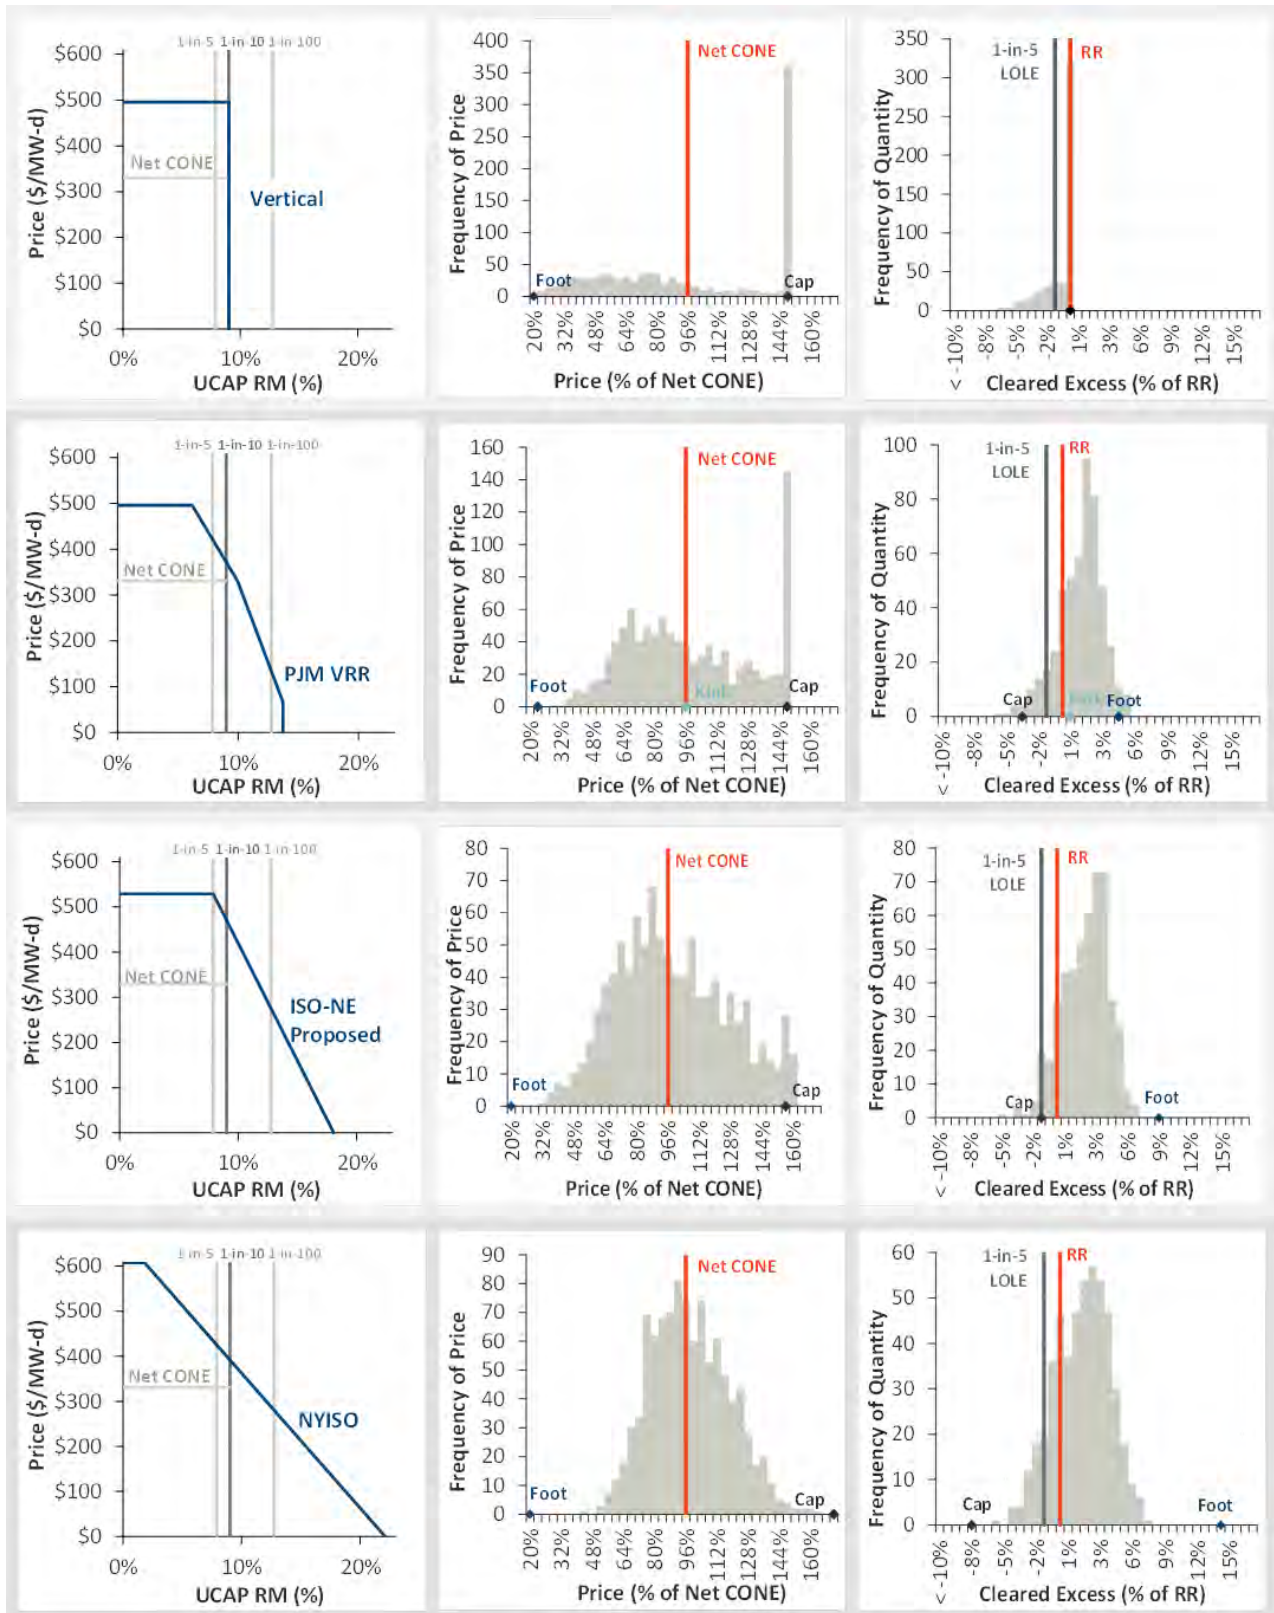 1-in-5 1-in-10 1-in-100
$600
$500
$400
$300
$200
$100
$0
Net CONE
Vertical
0% 10% 20%
Price ($/MW-d)
UCAP RM (%)
400
350
300
250
200
150
100
50
0
Net CONE
Foot
Cap
20% 32% 48% 64% 80% 96% 112% 128% 144% 160%
Frequency of Price
Price (% of Net CONE)
350
300
250
200
150
100
50
0
1-in-5
LOLE
RR
< -10% -8% -5% -2% 1% 3% 6% 9% 12% 15%
Frequency of Quantity
Cleared Excess (% of RR)
1-in-5 1-in-10 1-in-100
$600
$500
$400
$300
$200
$100
$0
Net CONE
PJM VRR
0% 10% 20%
Price ($/MW-d)
UCAP RM (%)
160
140
120
100
80
60
40
20
0
Net CONE
Foot
Kink
Cap
20% 32% 48% 64% 80% 96% 112% 128% 144% 160%
Frequency of Price
Price (% of Net CONE)
100
80
60
40
20
0
1-in-5
LOLE
RR
Cap
Foot
< -10% -8% -5% -2% 1% 3% 6% 9% 12% 15%
Frequency of Quantity
Cleared Excess (% of RR)
1-in-5 1-in-10 1-in-100
$600
$500
$400
$300
$200
$100
$0
Net CONE
ISO-NE
Proposed
0% 10% 20%
Price ($/MW-d)
UCAP RM (%)
80
70
60
50
40
30
20
10
0
Net CONE
Foot
Cap
20% 32% 48% 64% 80% 96% 112% 128% 144% 160%
Frequency of Price
Price (% of Net CONE)
80
70
60
50
40
30
20
10
0
1-in-5
LOLE
RR
Cap
Foot
< -10% -8% -5% -2% 1% 3% 6% 9% 12% 15%
Frequency of Quantity
Cleared Excess (% of RR)
1-in-5 1-in-10 1-in-100
$600
$500
$400
$300
$200
$100
$0
Net CONE
NYISO
0% 10% 20%
Price ($/MW-d)
UCAP RM (%)
90
80
70
60
50
40
30
20
10
0
Net CONE
Foot
Cap
20% 32% 48% 64% 80% 96% 112% 128% 144% 160%
Frequency of Price
Price (% of Net CONE)
60
50
40
30
20
10
0
1-in-5
LOLE
RR
Cap
Foot
< -10% -8% -5% -2% 1% 3% 6% 9% 12% 15%
Frequency of Quantity
Cleared Excess (% of RR)